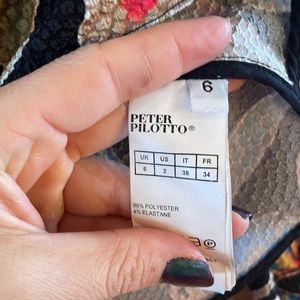 6
PETER
PILOTTO®
UK US IT FR
6 2 38 34
96% POLYESTER
4% ELASTANE